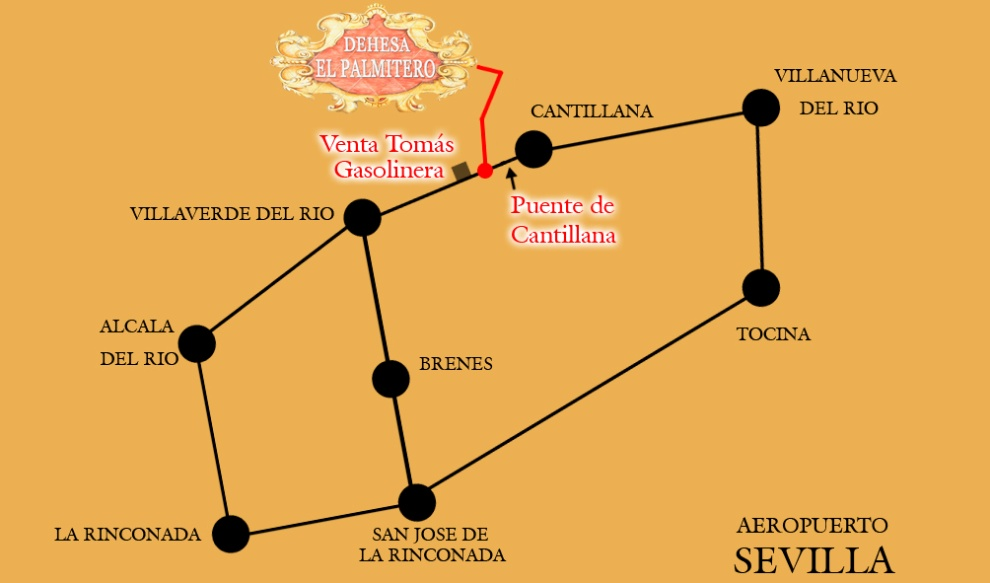 DEHESA
EL PALMITERO
VILLANUEVA
DEL RIO
CANTILLANA
Venta Tomás
Gasolinera
Puente de
Cantillana
VILLAVERDE DEL RIO
ALCALA
DEL RIO
TOCINA
BRENES
LA RINCONADA
SAN JOSE DE
LA RINCONADA
AEROPUERTO
SEVILLA